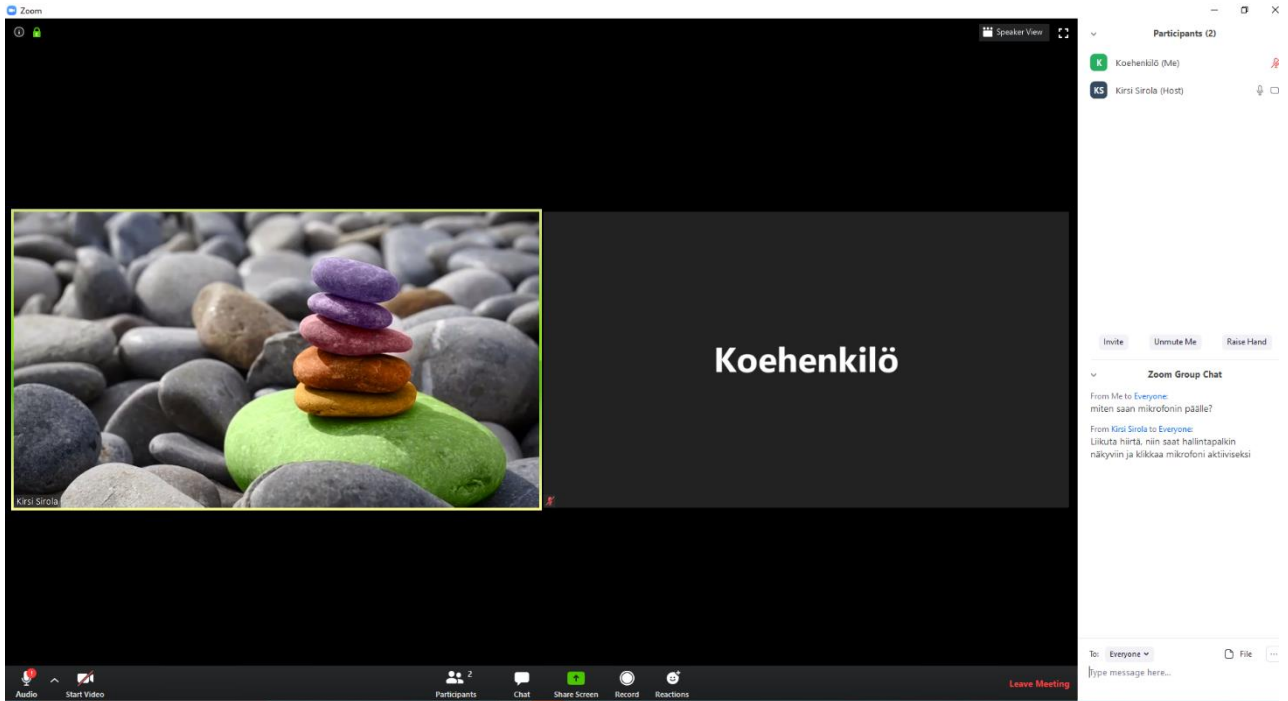 Zoom
Speaker View
Participants (2)
K Koehenkilö (Me)
KS Kirsi Sirola (Host)
Koehenkilö
Kirsi Sirola
Invite Unmute Me Raise Hand
Zoom Group Chat
From Me to Everyone:
miten saan mikrofonin päälle?
From Kirsi Sirola to Everyone:
Liikuta hiirtä, niin saat hallintapalkin
näkyviin ja klikkaa mikrofoni aktiiviseksi
To: Everyone File ...
Type message here...
Audio Start Video Participants 2 Chat Share Screen Record Reactions Leave Meeting